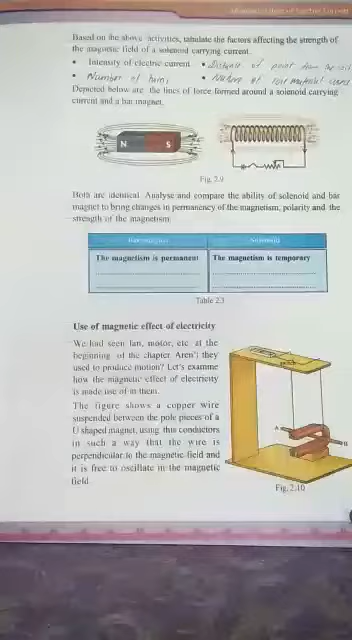 Magnetic Effect of Electric Current
Based on the above activities, tabulate the factors affecting the strength of
the magnetic field of a solenoid carrying current.
• Intensity of electric current • Distance of point from the coil
• Number of turns • Nature of core material used
Depicted below are the lines of force formed around a solenoid carrying
current and a bar magnet.
N S
Fig. 2.9
Both are identical. Analyse and compare the ability of solenoid and bar
magnet to bring changes in permanency of the magnetism, polarity and the
strength of the magnetism.
Bar magnet Solenoid
The magnetism is permanent The magnetism is temporary
Table 2.3
Use of magnetic effect of electricity
We had seen fan, motor, etc. at the
beginning of the chapter. Aren't they
used to produce motion? Let's examine
how the magnetic effect of electricity
is made use of in them.
The figure shows a copper wire
suspended between the pole pieces of a
U shaped magnet, using thin conductors
in such a way that the wire is
perpendicular to the magnetic field and
it is free to oscillate in the magnetic
field.
A
B
Fig. 2.10